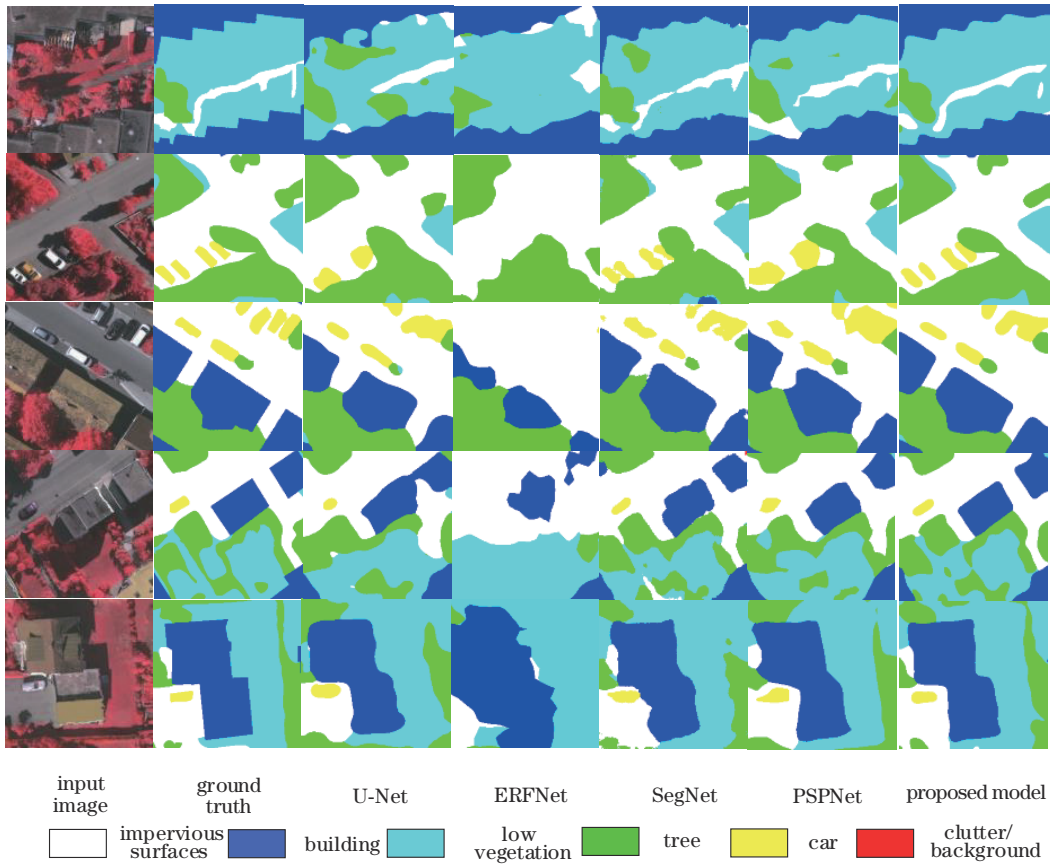 input image
ground truth
U-Net
ERFNet
SegNet
PSPNet
proposed model
impervious surfaces
building
low vegetation
tree
car
clutter/ background